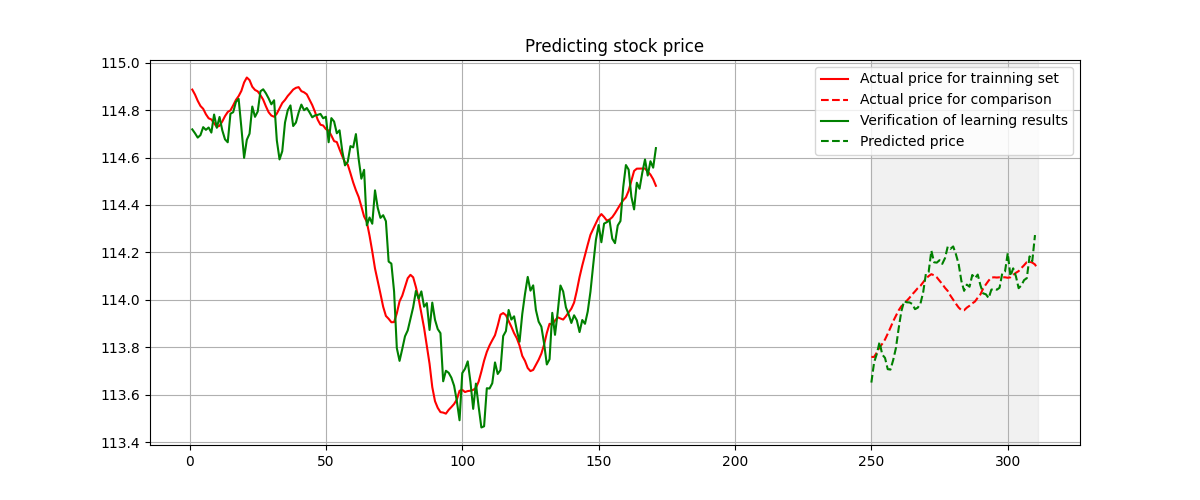 Predicting stock price
115.0
114.8
114.6
114.4
114.2
114.0
113.8
113.6
113.4
0 50 100 150 200 250 300
Actual price for trainning set
Actual price for comparison
Verification of learning results
Predicted price